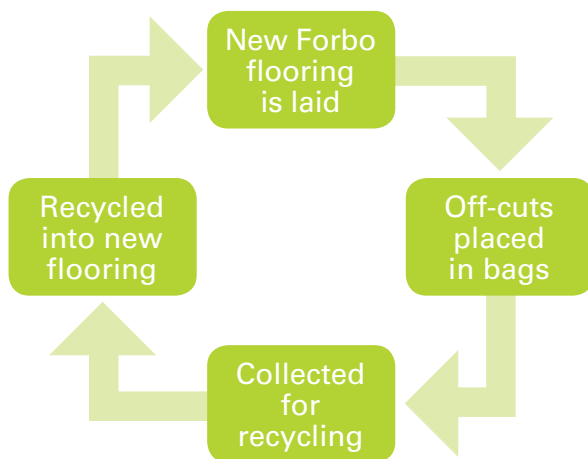 New Forbo
flooring
is laid
Off-cuts
placed
in bags
Collected
for
recycling
Recycled
into new
flooring